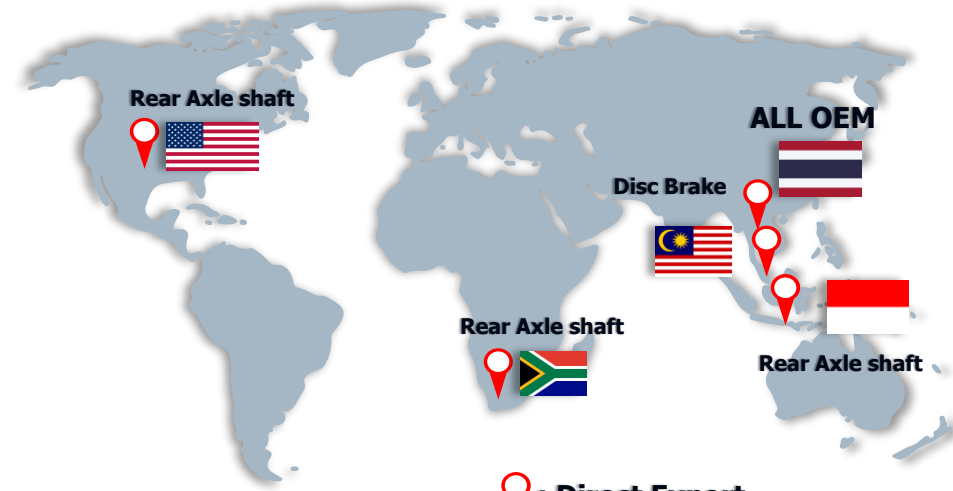 Rear Axle shaft
ALL OEM
Disc Brake
Rear Axle shaft
Rear Axle shaft
: Direct Export